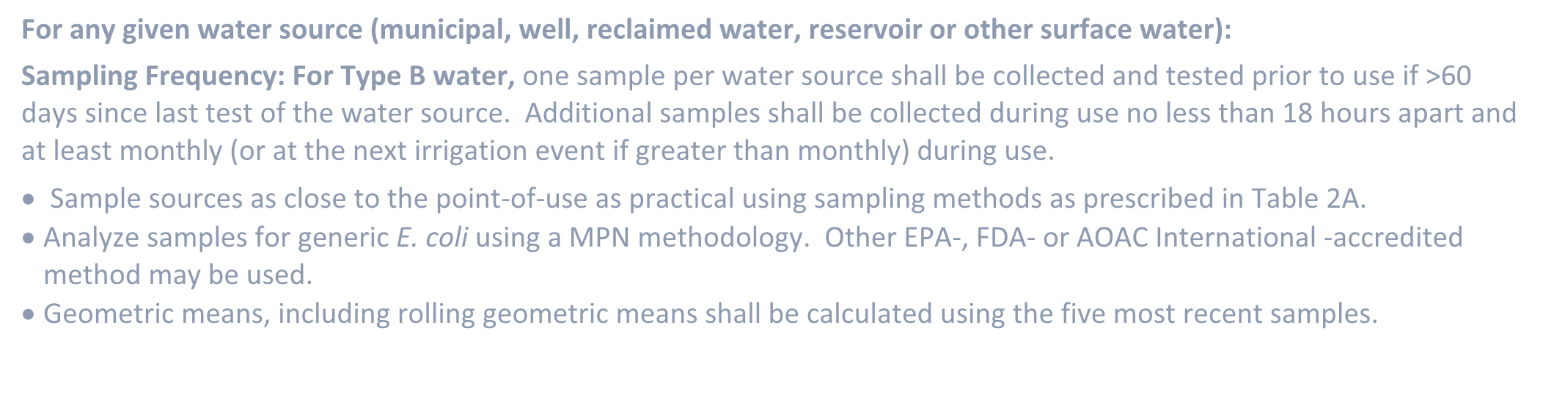 For any given water source (municipal, well, reclaimed water, reservoir or other surface water):
Sampling Frequency: For Type B water, one sample per water source shall be collected and tested prior to use if >60
days since last test of the water source.  Additional samples shall be collected during use no less than 18 hours apart and
at least monthly (or at the next irrigation event if greater than monthly) during use.
•  Sample sources as close to the point-of-use as practical using sampling methods as prescribed in Table 2A.
• Analyze samples for generic E. coli using a MPN methodology.  Other EPA-, FDA- or AOAC International -accredited
method may be used.
• Geometric means, including rolling geometric means shall be calculated using the five most recent samples.